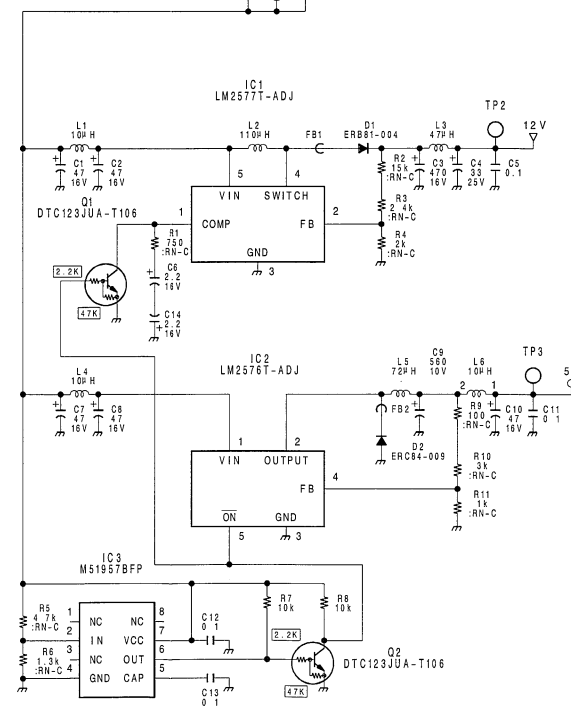 IC1
LM2577T-ADJ
TP2
L1
10μH
L2
110μH
FB1
D1
ERB81-004
L3
47μH
12V
C1
47
16V
C2
47
16V
5
4
VIN
SWITCH
R2
15k
:RN-C
C3
470
16V
C4
33
25V
C5
0.1
Q1
DTC123JUA-T106
1
COMP
FB
2
R3
2 4k
:RN-C
R1
750
:RN-C
GND
3
R4
2k
:RN-C
2.2K
47K
C6
2.2
16V
C14
2.2
16V
IC2
LM2576T-ADJ
L4
10μH
L5
72μH
C9
560
10V
L6
10μH
TP3
5
C7
47
16V
C8
47
16V
FB2
2
1
R9
100
:RN-C
C10
47
16V
C11
0 1
1
2
VIN
OUTPUT
D2
ERC84-009
FB
4
R10
3k
:RN-C
ON
GND
5
3
R11
1k
:RN-C
IC3
M51957BFP
R5
4 7k
:RN-C
1
NC
NC
8
R7
10k
R8
10k
2
IN
VCC
7
C12
0 1
R6
1.3k
:RN-C
3
NC
OUT
6
2.2K
Q2
DTC123JUA-T106
4
GND
CAP
5
C13
0 1
47K